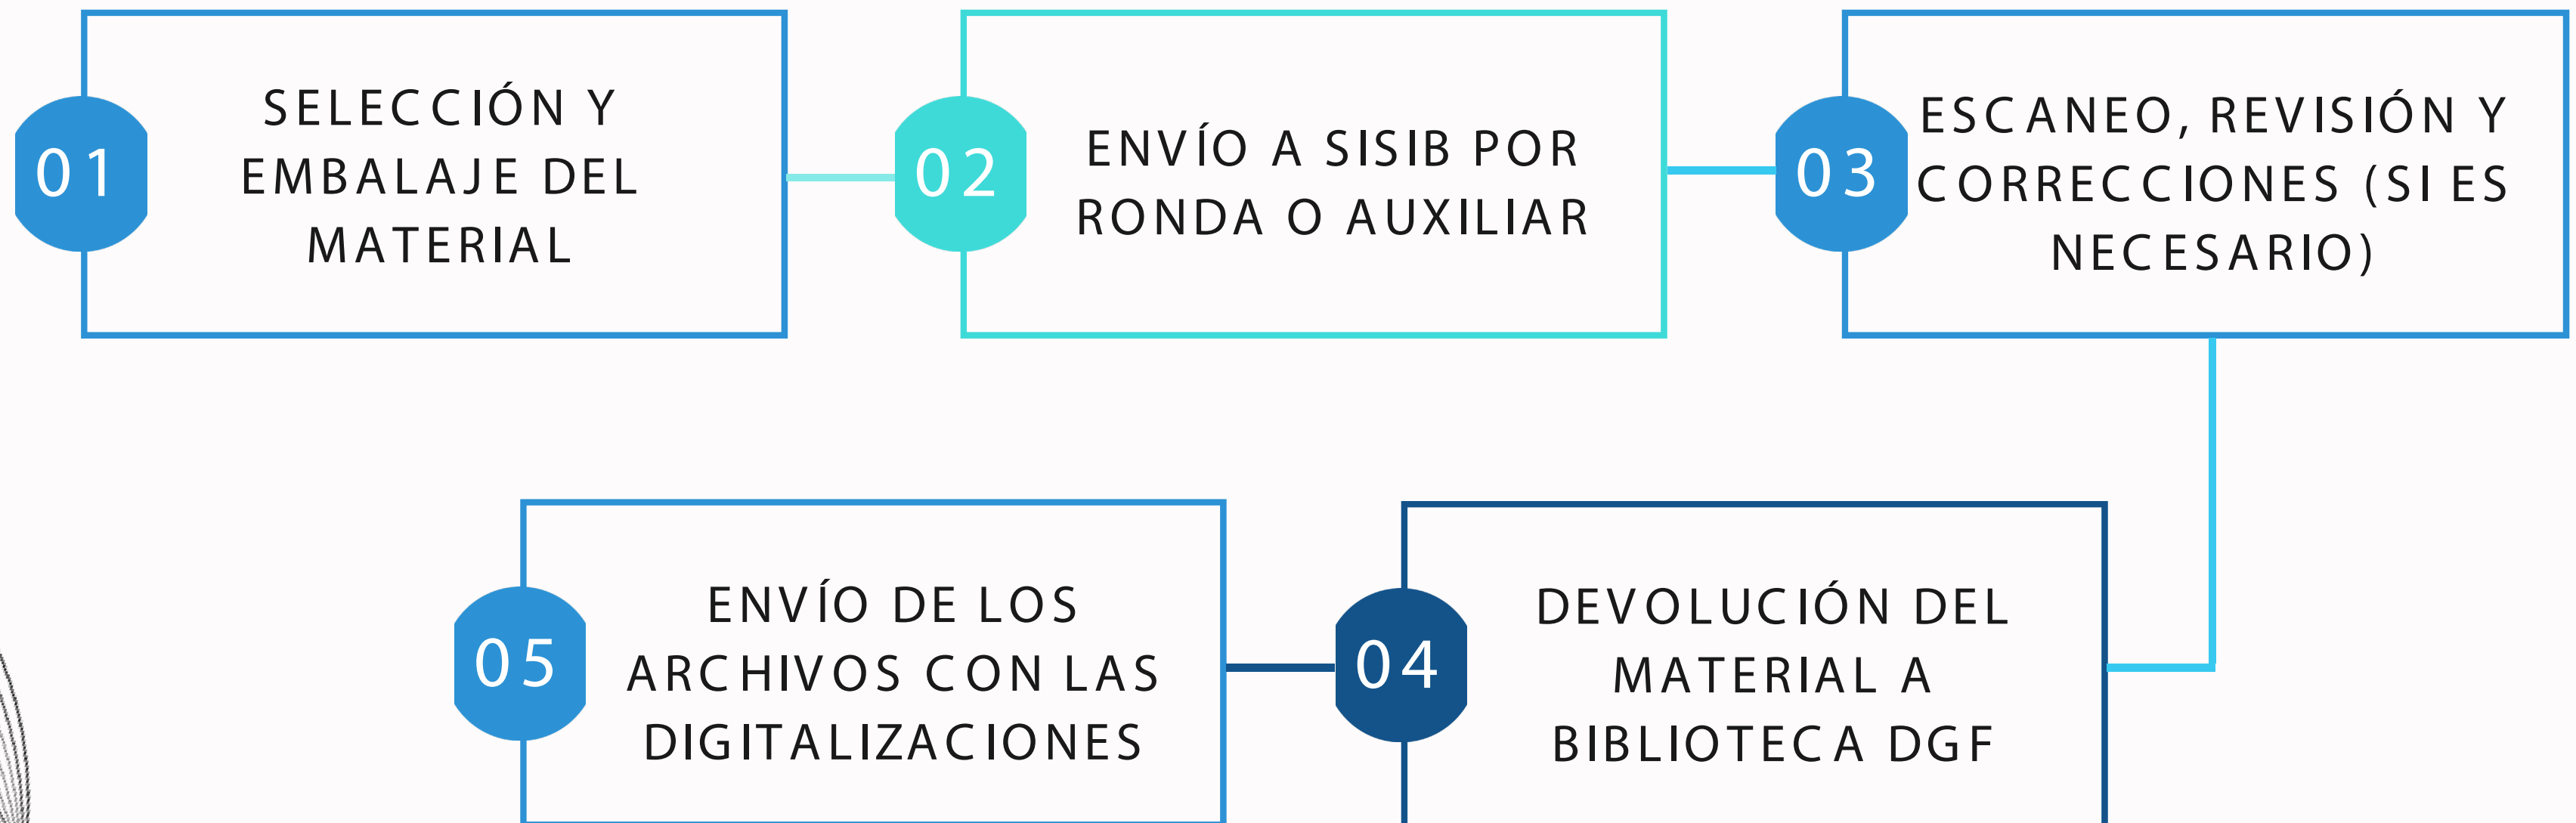 01
SELECCIÓN Y
EMBALAJE DEL
MATERIAL
02
ENVÍO A SISIB POR
RONDA O AUXILIAR
03
ESCANEO, REVISIÓN Y
CORRECCIONES (SI ES
NECESARIO)
04
DEVOLUCIÓN DEL
MATERIAL A
BIBLIOTECA DGF
05
ENVÍO DE LOS
ARCHIVOS CON LAS
DIGITALIZACIONES